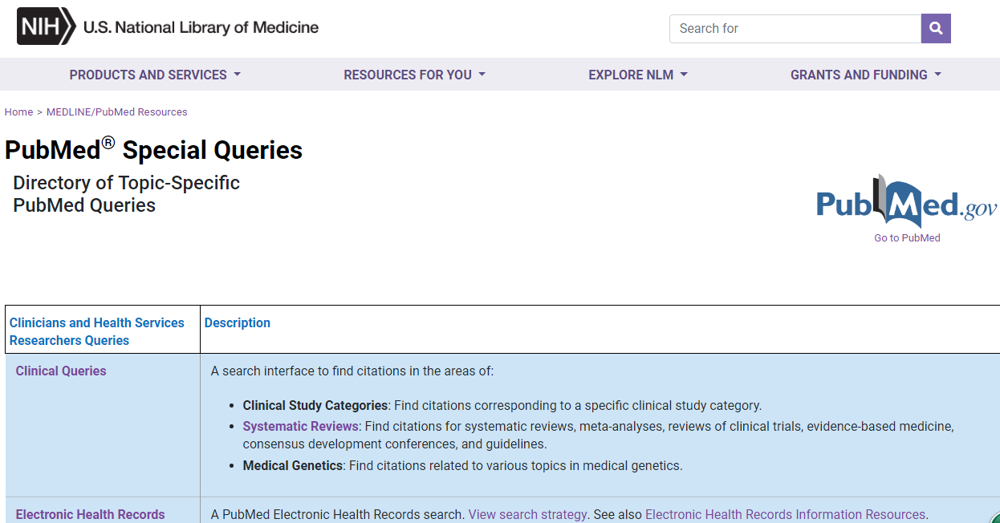 NIH U.S. National Library of Medicine
Search for
PRODUCTS AND SERVICES
RESOURCES FOR YOU
EXPLORE NLM
GRANTS AND FUNDING
Home > MEDLINE/PubMed Resources
PubMed® Special Queries
Directory of Topic-Specific
PubMed Queries
PubMed.gov
Go to PubMed
Clinicians and Health Services
Researchers Queries
Description
Clinical Queries
A search interface to find citations in the areas of:
• Clinical Study Categories: Find citations corresponding to a specific clinical study category.
• Systematic Reviews: Find citations for systematic reviews, meta-analyses, reviews of clinical trials, evidence-based medicine,
consensus development conferences, and guidelines.
• Medical Genetics: Find citations related to various topics in medical genetics.
Electronic Health Records
A PubMed Electronic Health Records search. View search strategy. See also Electronic Health Records Information Resources.